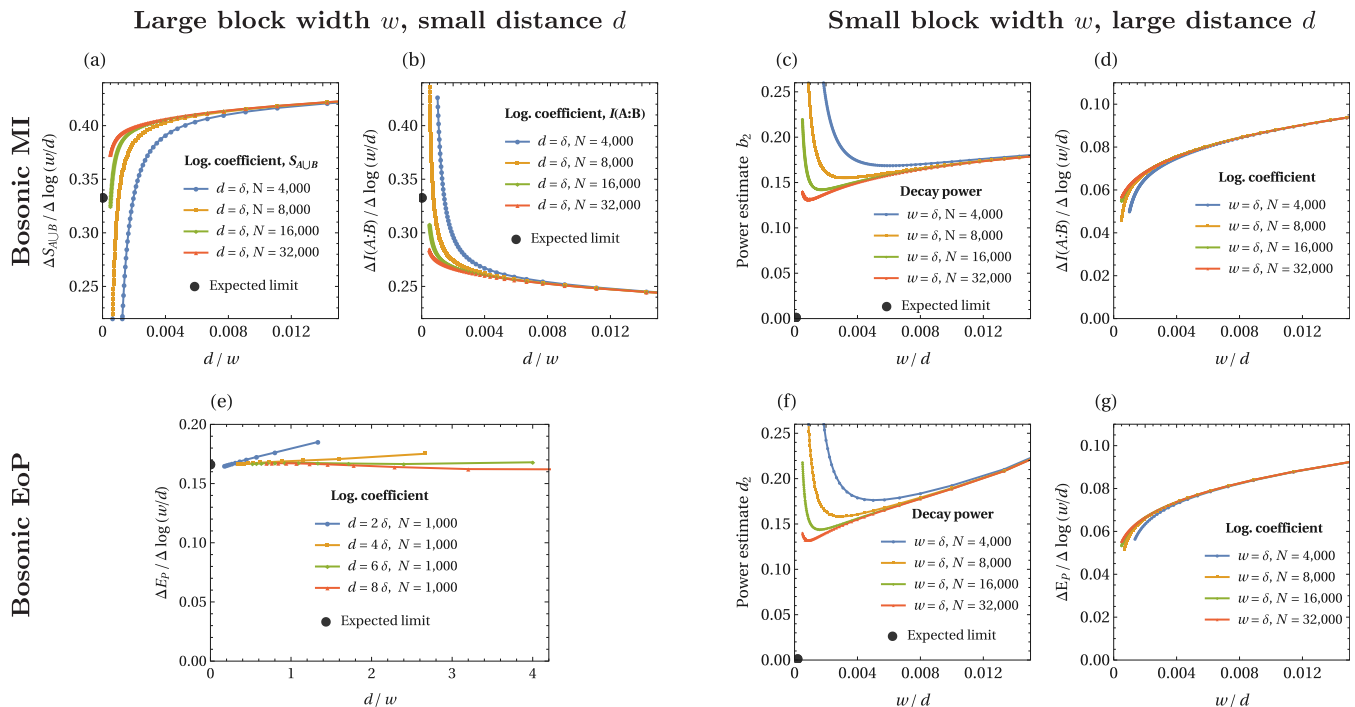 Large block width w, small distance d
Small block width w, large distance d
Bosonic MI
(a)
ΔS_{A∪B} / Δ log (w/d)
0.40
0.35
0.30
0.25
Log. coefficient, S_{A∪B}
d = δ, N = 4,000
d = δ, N = 8,000
d = δ, N = 16,000
d = δ, N = 32,000
Expected limit
0 0.004 0.008 0.012
d / w
(b)
ΔI(A:B) / Δ log (w/d)
0.40
0.35
0.30
0.25
Log. coefficient, I(A:B)
d = δ, N = 4,000
d = δ, N = 8,000
d = δ, N = 16,000
d = δ, N = 32,000
Expected limit
0 0.004 0.008 0.012
d / w
(c)
Power estimate b₂
0.25
0.20
0.15
0.10
0.05
0.00
Decay power
w = δ, N = 4,000
w = δ, N = 8,000
w = δ, N = 16,000
w = δ, N = 32,000
Expected limit
0 0.004 0.008 0.012
w / d
(d)
ΔI(A:B) / Δ log (w/d)
0.10
0.08
0.06
0.04
0.02
0.00
Log. coefficient
w = δ, N = 4,000
w = δ, N = 8,000
w = δ, N = 16,000
w = δ, N = 32,000
0 0.004 0.008 0.012
w / d
Bosonic EoP
(e)
ΔE_P / Δ log (w/d)
0.20
0.15
0.10
0.05
0.00
Log. coefficient
d = 2 δ, N = 1,000
d = 4 δ, N = 1,000
d = 6 δ, N = 1,000
d = 8 δ, N = 1,000
Expected limit
0 1 2 3 4
d / w
(f)
Power estimate d₂
0.25
0.20
0.15
0.10
0.05
0.00
Decay power
w = δ, N = 4,000
w = δ, N = 8,000
w = δ, N = 16,000
w = δ, N = 32,000
Expected limit
0 0.004 0.008 0.012
w / d
(g)
ΔE_P / Δ log (w/d)
0.10
0.08
0.06
0.04
0.02
0.00
Log. coefficient
w = δ, N = 4,000
w = δ, N = 8,000
w = δ, N = 16,000
w = δ, N = 32,000
0 0.004 0.008 0.012
w / d